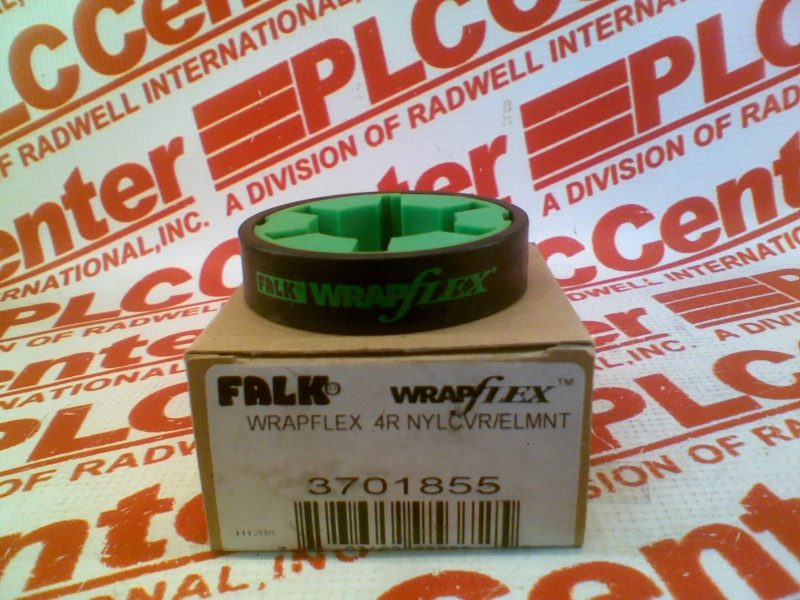 PLCCenter
A DIVISION OF RADWELL INTERNATIONAL, INC.
FALK® WRAPfLEX®
FALK® WRAPfLEX™
WRAPFLEX 4R NYLCVR/ELMNT
3701855